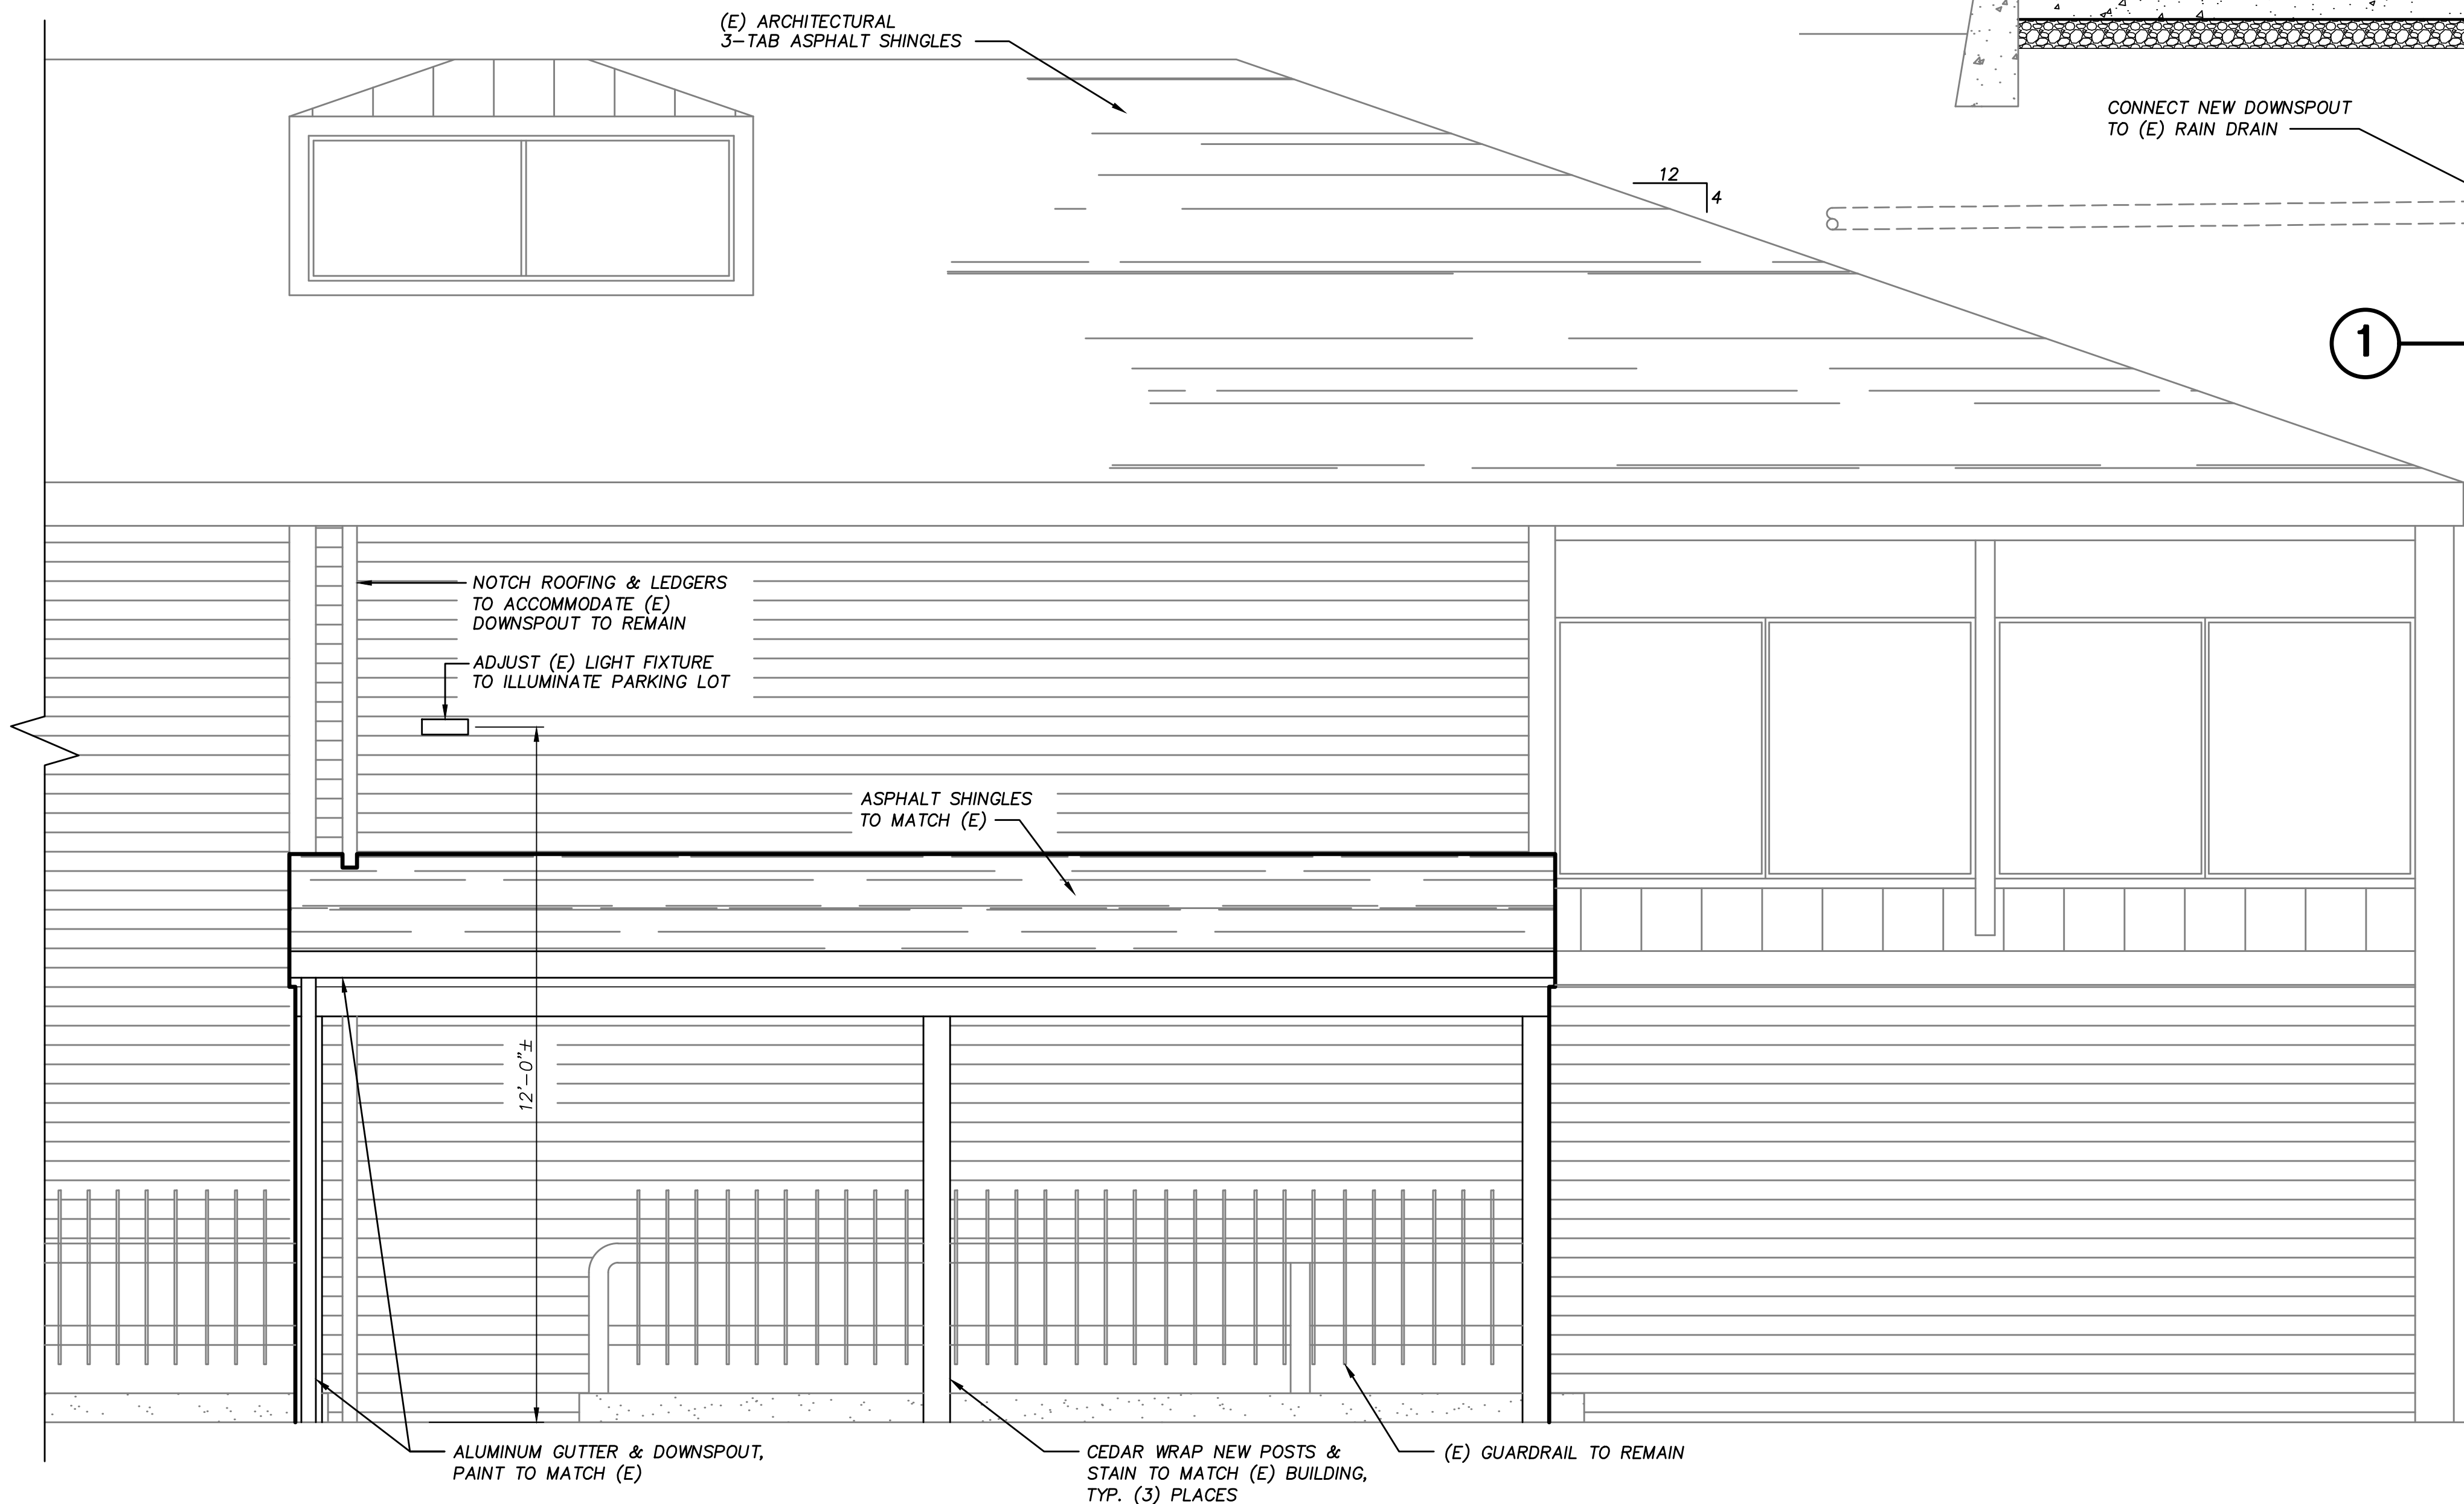 (E) ARCHITECTURAL
3-TAB ASPHALT SHINGLES
CONNECT NEW DOWNSPOUT
TO (E) RAIN DRAIN
12
4
1
NOTCH ROOFING & LEDGERS
TO ACCOMMODATE (E)
DOWNSPOUT TO REMAIN
ADJUST (E) LIGHT FIXTURE
TO ILLUMINATE PARKING LOT
ASPHALT SHINGLES
TO MATCH (E)
12'-0"±
ALUMINUM GUTTER & DOWNSPOUT,
PAINT TO MATCH (E)
CEDAR WRAP NEW POSTS &
STAIN TO MATCH (E) BUILDING,
TYP. (3) PLACES
(E) GUARDRAIL TO REMAIN